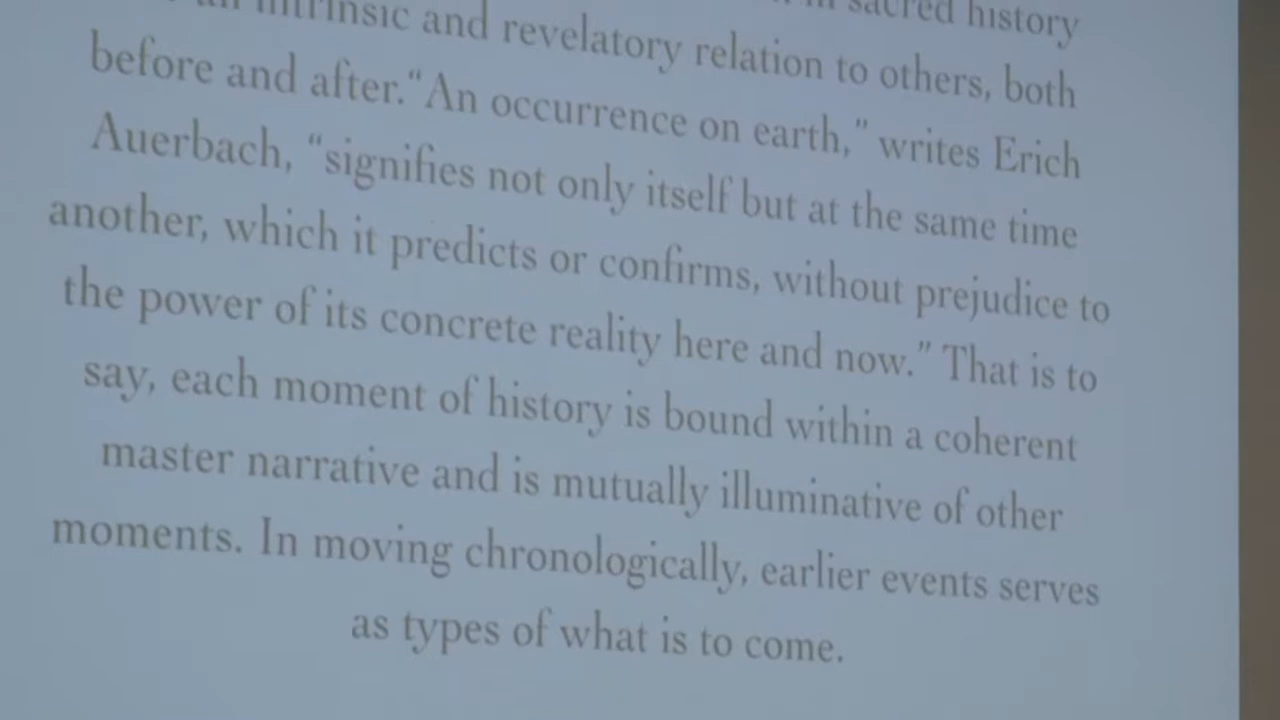 sacred history
intrinsic and revelatory relation to others, both
before and after. “An occurrence on earth,” writes Erich
Auerbach, “signifies not only itself but at the same time
another, which it predicts or confirms, without prejudice to
the power of its concrete reality here and now.” That is to
say, each moment of history is bound within a coherent
master narrative and is mutually illuminative of other
moments. In moving chronologically, earlier events serves
as types of what is to come.